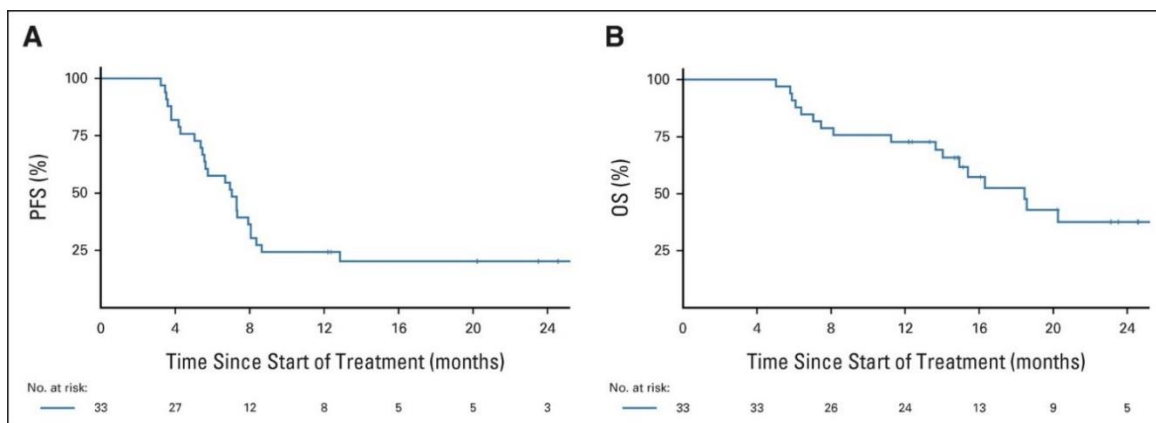 A
100
75
50
25
PFS (%)
0 4 8 12 16 20 24
Time Since Start of Treatment (months)
No. at risk:
33 27 12 8 5 5 3
B
100
75
50
25
OS (%)
0 4 8 12 16 20 24
Time Since Start of Treatment (months)
No. at risk:
33 33 26 24 13 9 5